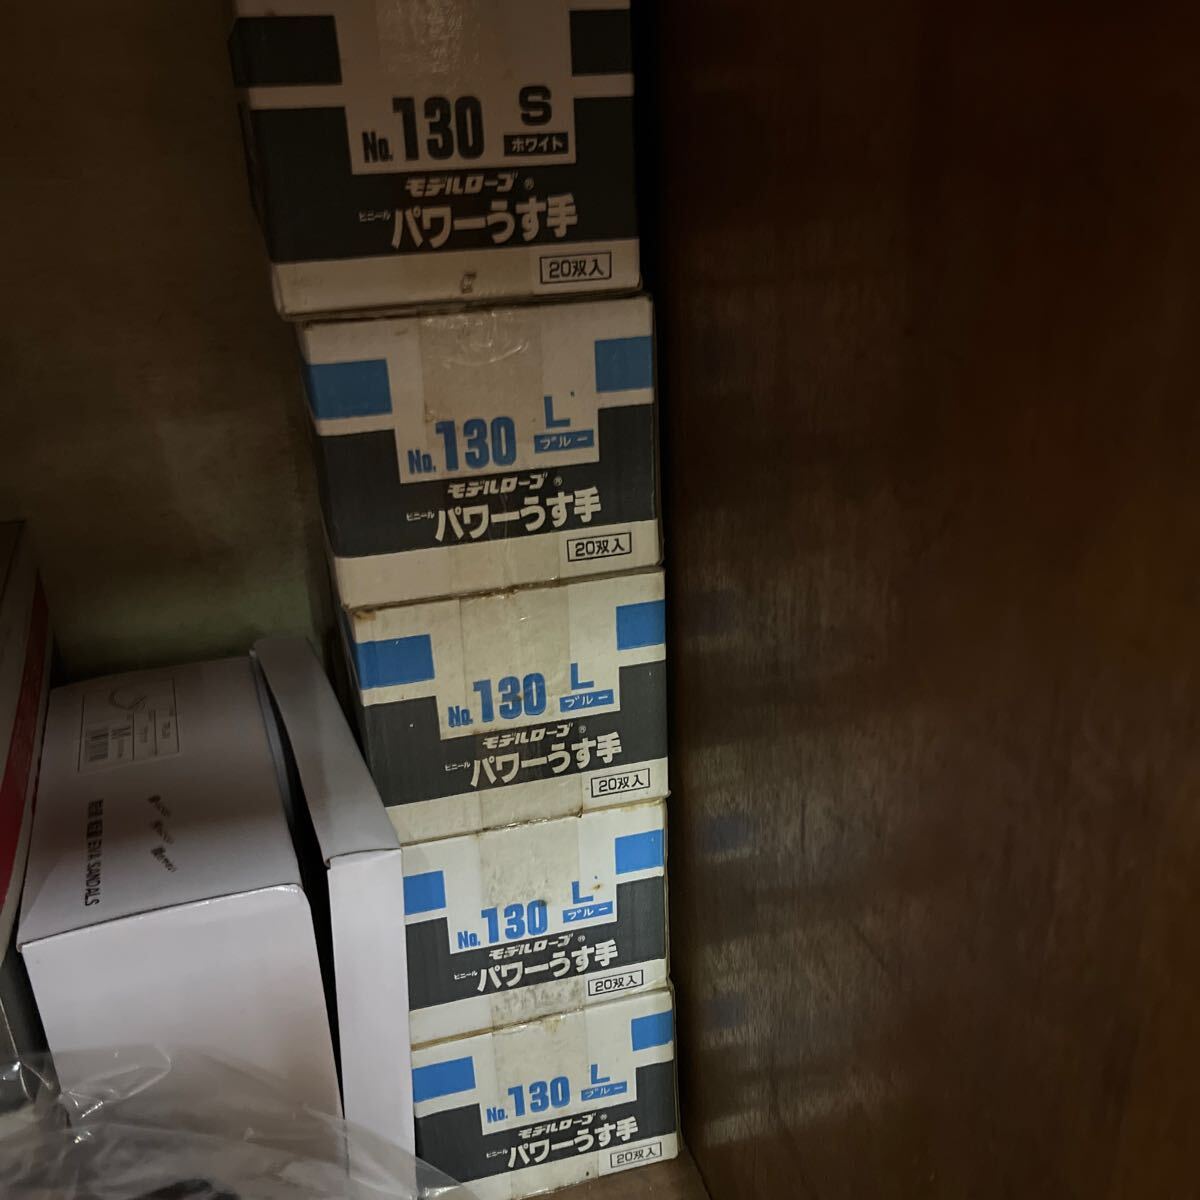 No. 130 S
ホワイト
モデルローブ®
ビニール パワーうす手
20双入
No. 130 L
ブルー
モデルローブ®
ビニール パワーうす手
20双入
No. 130 L
ブルー
モデルローブ®
ビニール パワーうす手
20双入
No. 130 L
ブルー
モデルローブ®
ビニール パワーうす手
20双入
No. 130 L
ブルー
モデルローブ®
ビニール パワーうす手
20双入
M
EVA SANDALS